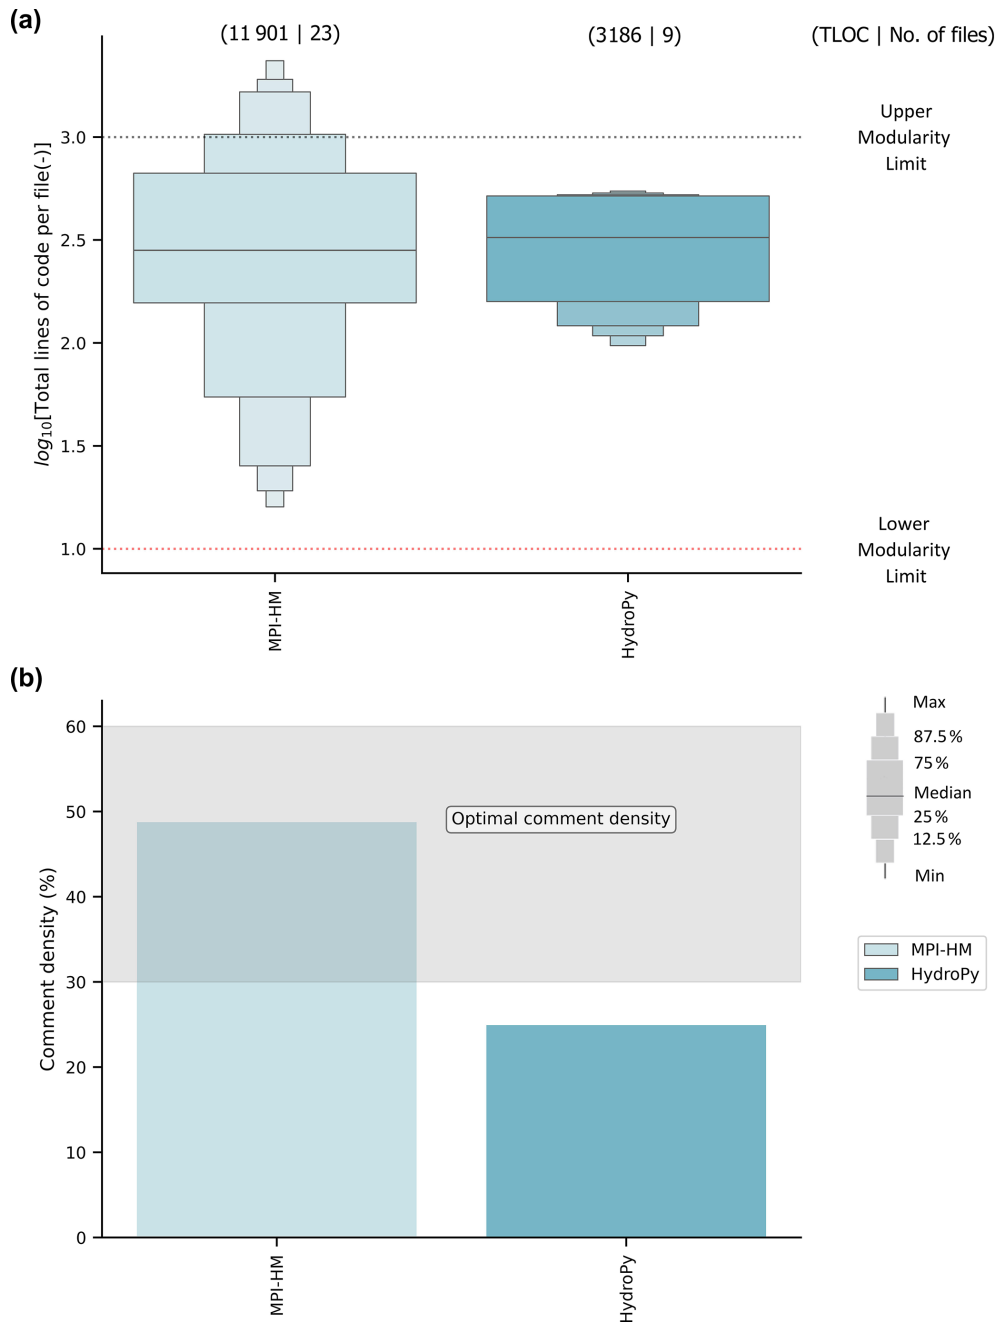 (a)
(11 901 | 23)
(3186 | 9)
(TLOC | No. of files)
log10[Total lines of code per file(-)]
3.0
2.5
2.0
1.5
1.0
Upper
Modularity
Limit
Lower
Modularity
Limit
MPI-HM
HydroPy
(b)
Comment density (%)
60
50
40
30
20
10
0
Optimal comment density
MPI-HM
HydroPy
Max
87.5 %
75 %
Median
25 %
12.5 %
Min
MPI-HM
HydroPy